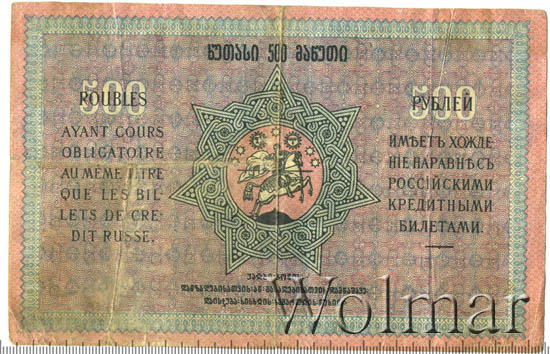 ხუთასი 500 მანეთი
500
ROUBLES
AYANT COURS
OBLIGATOIRE
AU MÊME TITRE
QUE LES BIL-
LETS DE CRE-
DIT RUSSE.
500
РУБЛЕЙ
ИМѢЕТЪ ХОЖДЕ-
НІЕ НАРАВНѢ СЪ
РОССІЙСКИМИ
КРЕДИТНЫМИ
БИЛЕТАМИ.
Wolmar